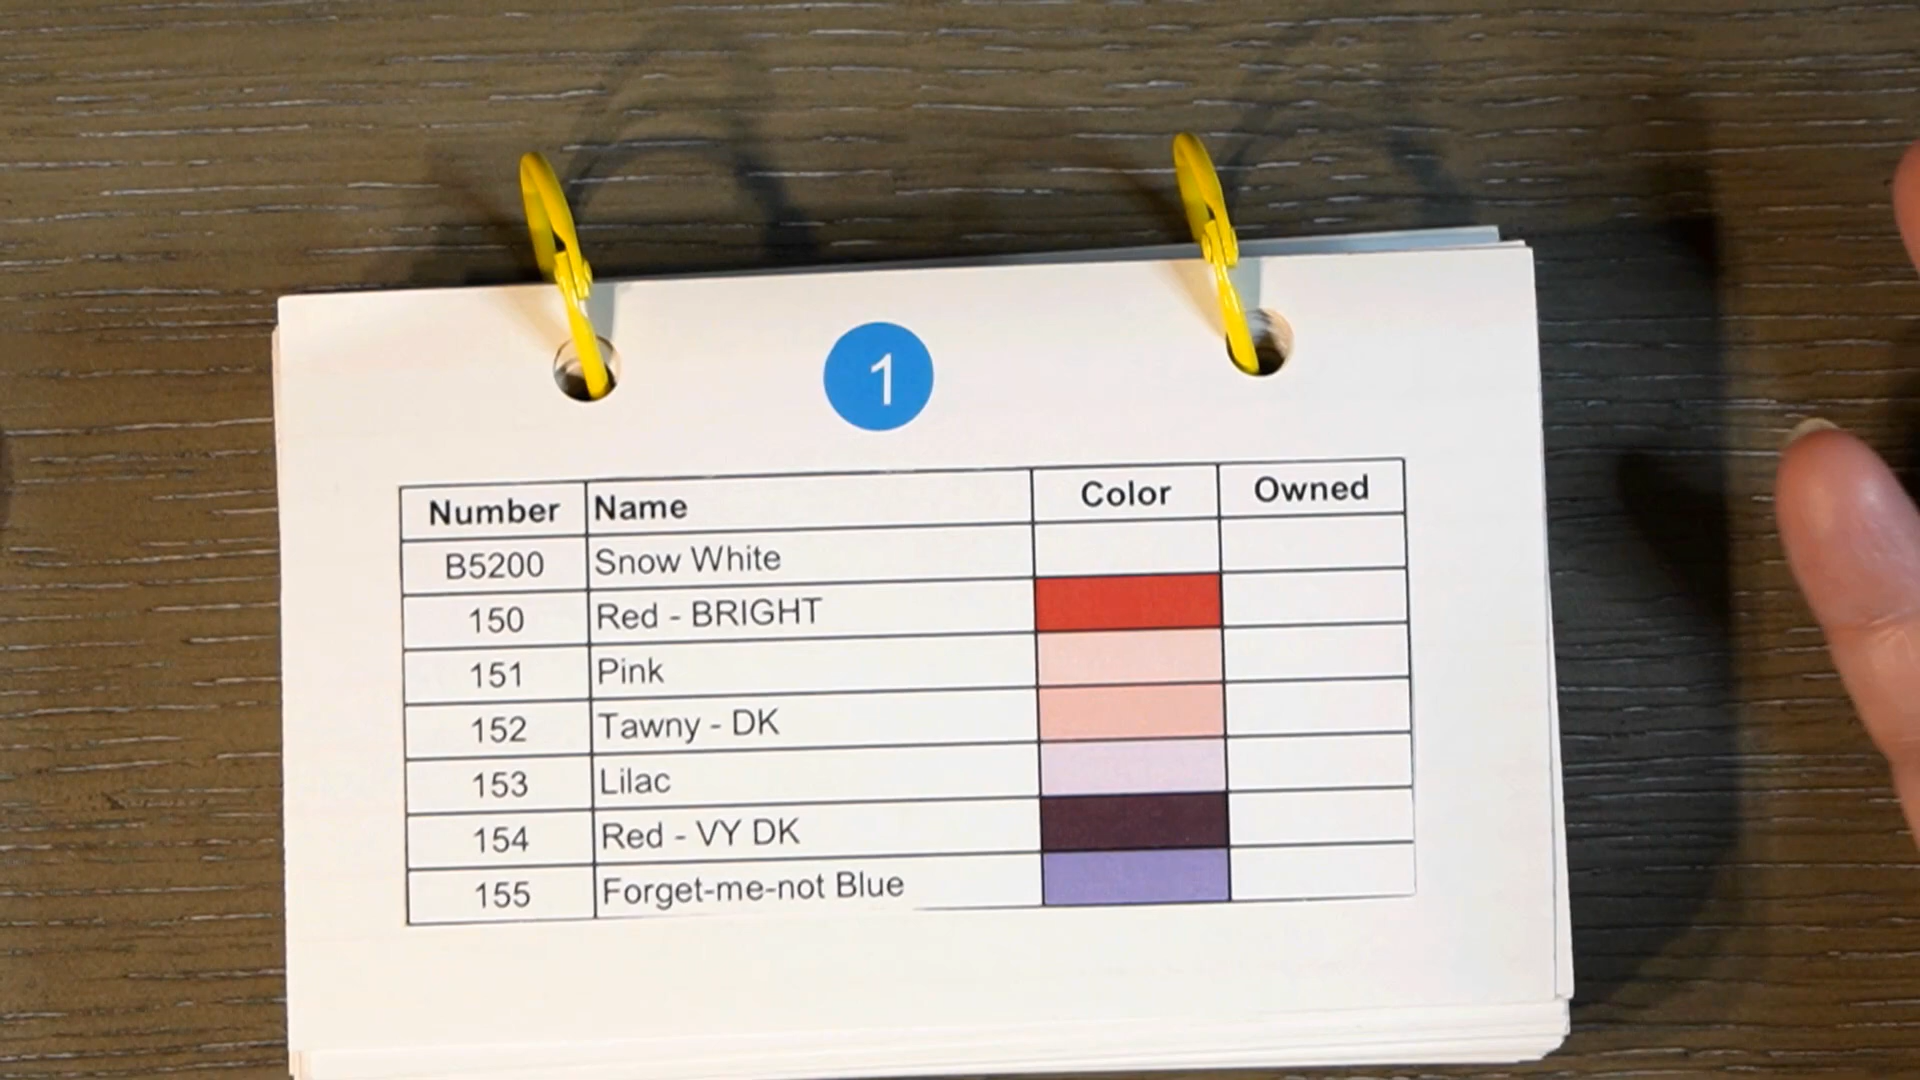 1
Number Name Color Owned
B5200 Snow White
150 Red - BRIGHT
151 Pink
152 Tawny - DK
153 Lilac
154 Red - VY DK
155 Forget-me-not Blue